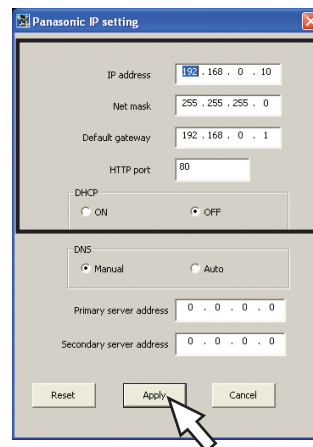 Panasonic IP setting
IP address 192 . 168 . 0 . 10
Net mask 255 . 255 . 255 . 0
Default gateway 192 . 168 . 0 . 1
HTTP port 80
DHCP
ON OFF
DNS
Manual Auto
Primary server address 0 . 0 . 0 . 0
Secondary server address 0 . 0 . 0 . 0
Reset Apply Cancel